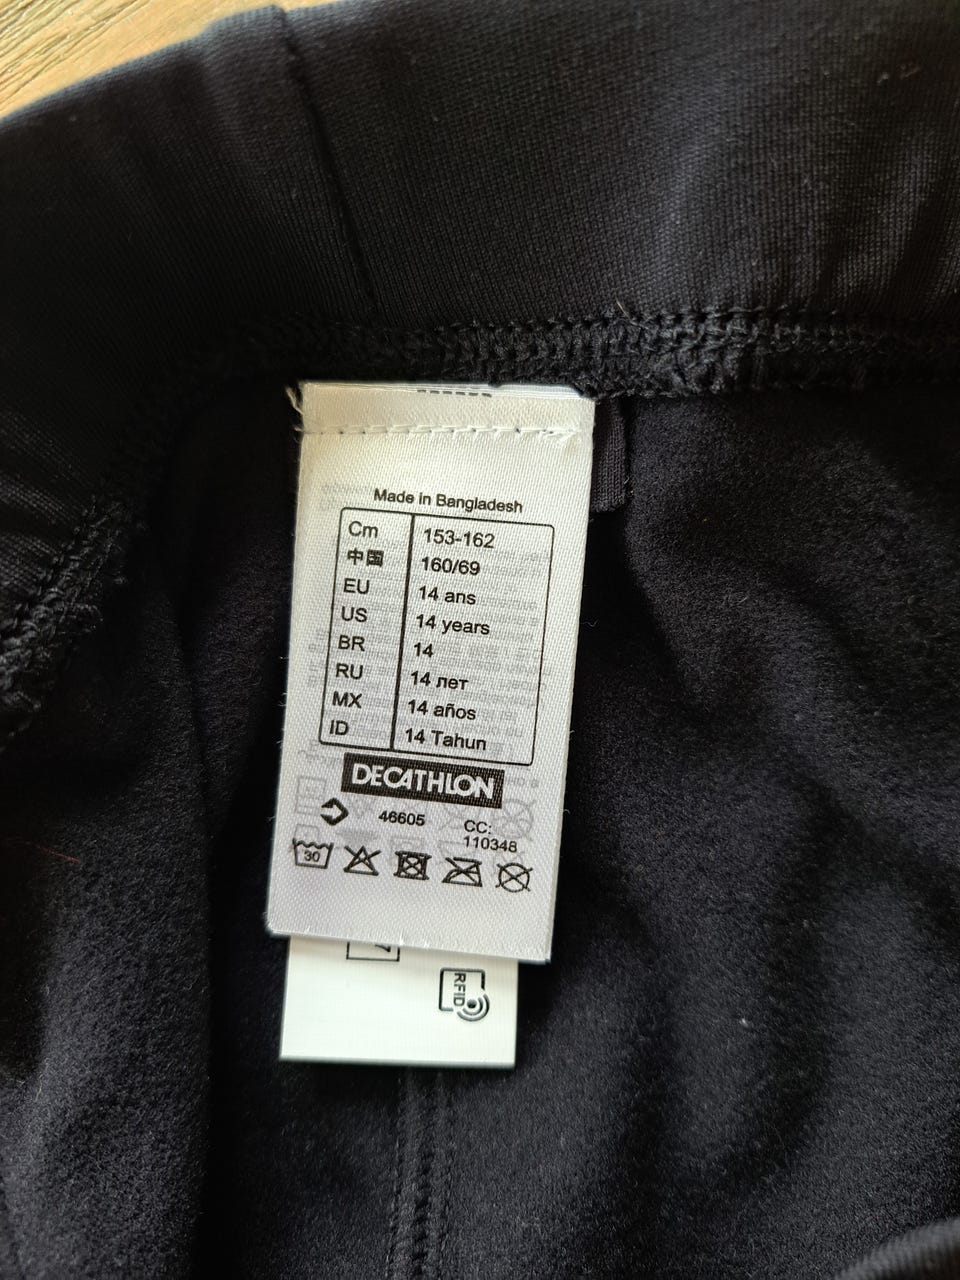 Made in Bangladesh
Cm 153-162
中国 160/69
EU 14 ans
US 14 years
BR 14
RU 14 лет
MX 14 años
ID 14 Tahun
DECATHLON
46605 CC:
110348
30
RFID